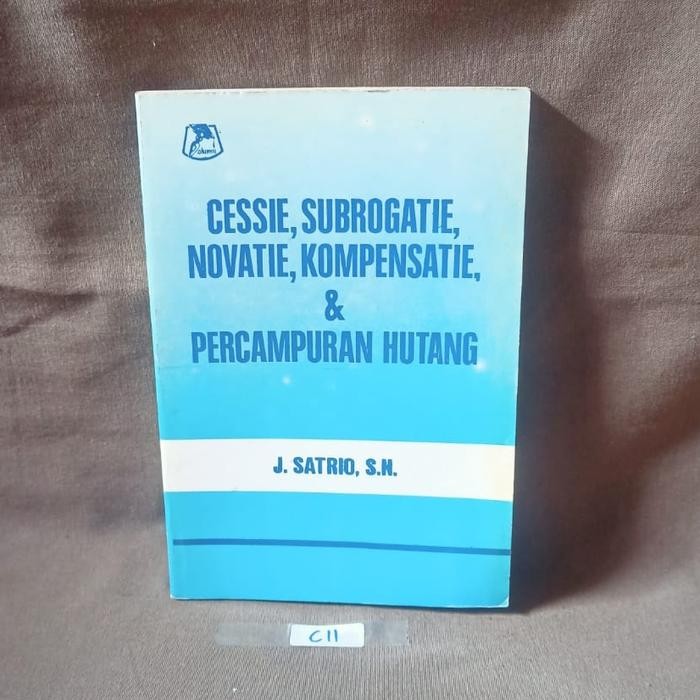 CESSIE, SUBROGATIE,
NOVATIE, KOMPENSATIE,
&
PERCAMPURAN HUTANG
J. SATRIO, S.H.
C11